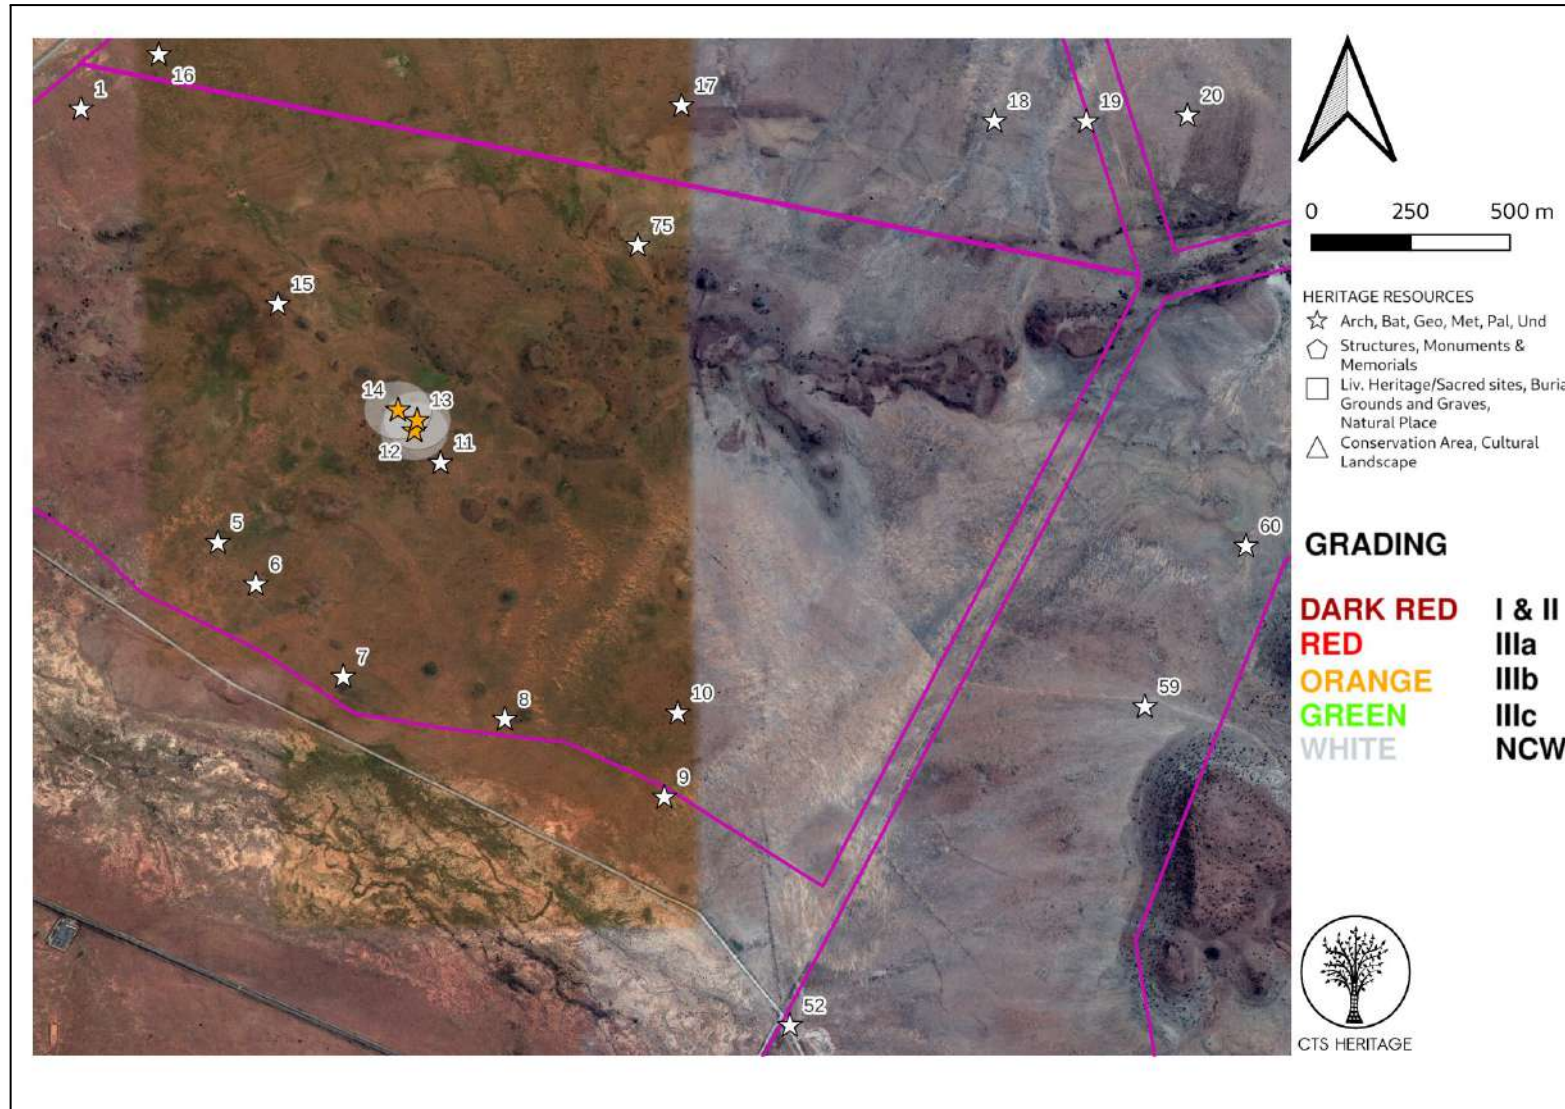 16
1
17
18
19
20
75
15
14
13
12
11
5
6
7
8
10
9
52
59
60
0 250 500 m
HERITAGE RESOURCES
Arch, Bat, Geo, Met, Pal, Und
Structures, Monuments &
Memorials
Liv. Heritage/Sacred sites, Buria
Grounds and Graves,
Natural Place
Conservation Area, Cultural
Landscape
GRADING
DARK RED I & II
RED IIIa
ORANGE IIIb
GREEN IIIc
WHITE NCW
CTS HERITAGE